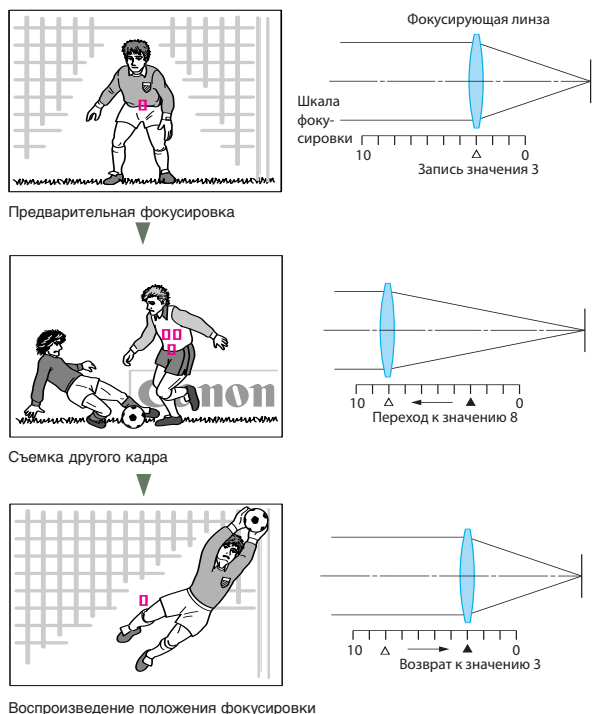 Фокусирующая линза
Шкала
фоку-
сировки
10 0
Запись значения 3
Предварительная фокусировка
Canon
10 0
Переход к значению 8
Съемка другого кадра
10 0
Возврат к значению 3
Воспроизведение положения фокусировки